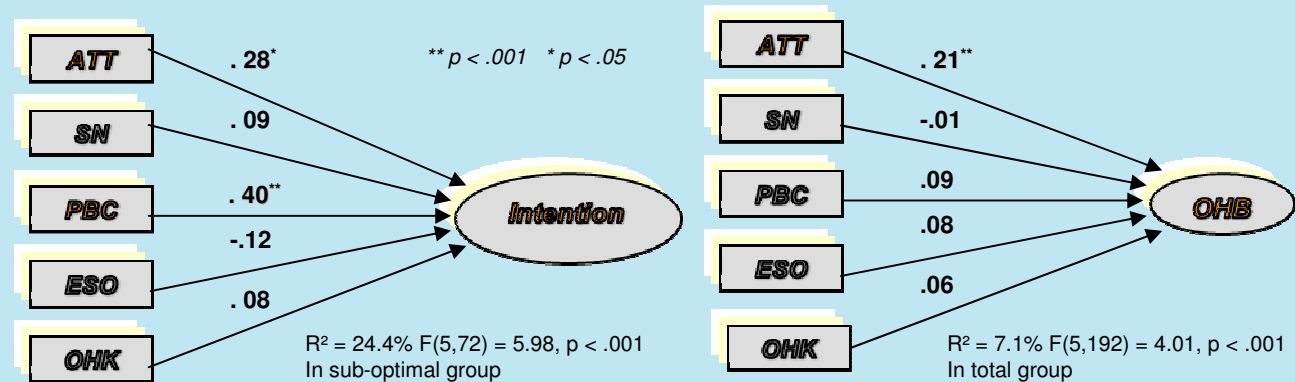 ATT
. 28*
** p < .001 * p < .05
SN
. 09
PBC
. 40**
Intention
ESO
-.12
OHK
. 08
R² = 24.4% F(5,72) = 5.98, p < .001
In sub-optimal group
ATT
. 21**
SN
-.01
PBC
.09
OHB
ESO
.08
OHK
.06
R² = 7.1% F(5,192) = 4.01, p < .001
In total group